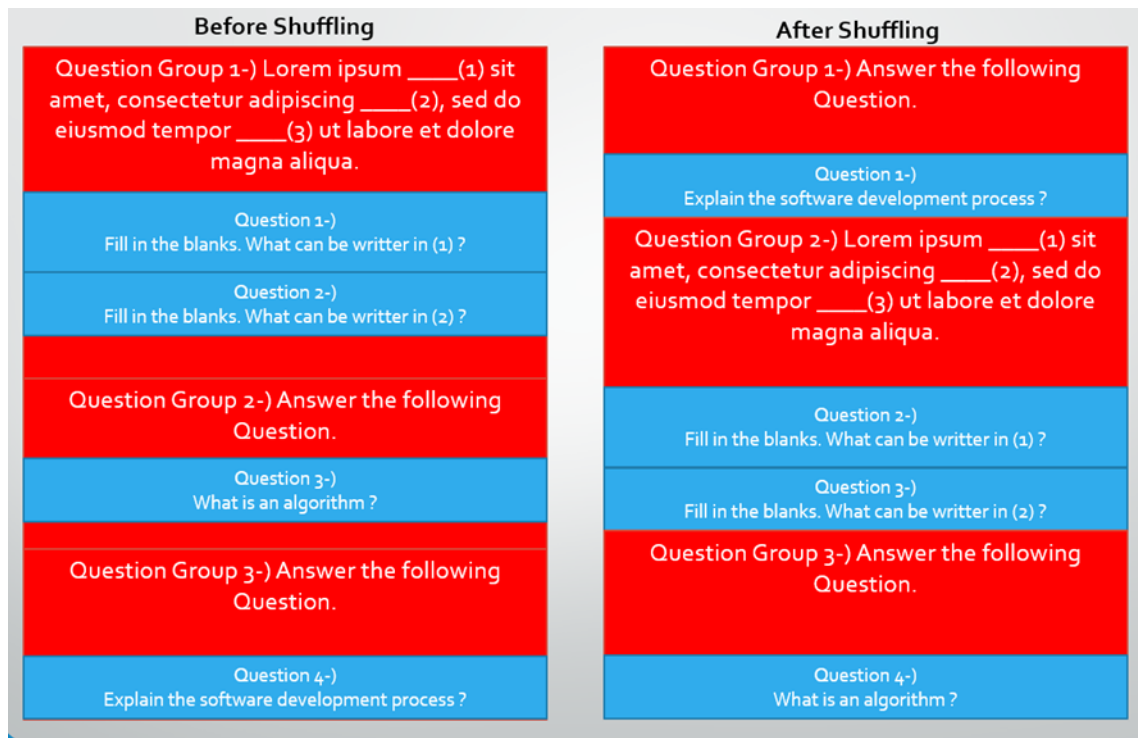 Before Shuffling
Question Group 1-) Lorem ipsum ____(1) sit
amet, consectetur adipiscing ____(2), sed do
eiusmod tempor ____(3) ut labore et dolore
magna aliqua.
Question 1-)
Fill in the blanks. What can be writter in (1) ?
Question 2-)
Fill in the blanks. What can be writter in (2) ?
Question Group 2-) Answer the following
Question.
Question 3-)
What is an algorithm ?
Question Group 3-) Answer the following
Question.
Question 4-)
Explain the software development process ?
After Shuffling
Question Group 1-) Answer the following
Question.
Question 1-)
Explain the software development process ?
Question Group 2-) Lorem ipsum ____(1) sit
amet, consectetur adipiscing ____(2), sed do
eiusmod tempor ____(3) ut labore et dolore
magna aliqua.
Question 2-)
Fill in the blanks. What can be writter in (1) ?
Question 3-)
Fill in the blanks. What can be writter in (2) ?
Question Group 3-) Answer the following
Question.
Question 4-)
What is an algorithm ?